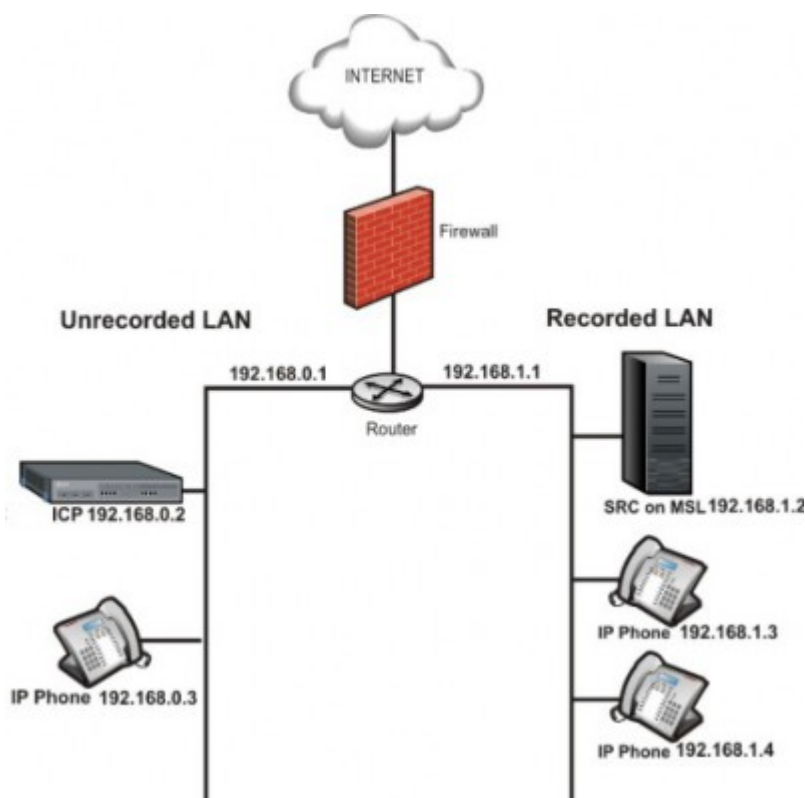 INTERNET
Firewall
Unrecorded LAN
Recorded LAN
192.168.0.1
192.168.1.1
Router
ICP 192.168.0.2
SRC on MSL 192.168.1.2
IP Phone 192.168.1.3
IP Phone 192.168.0.3
IP Phone 192.168.1.4